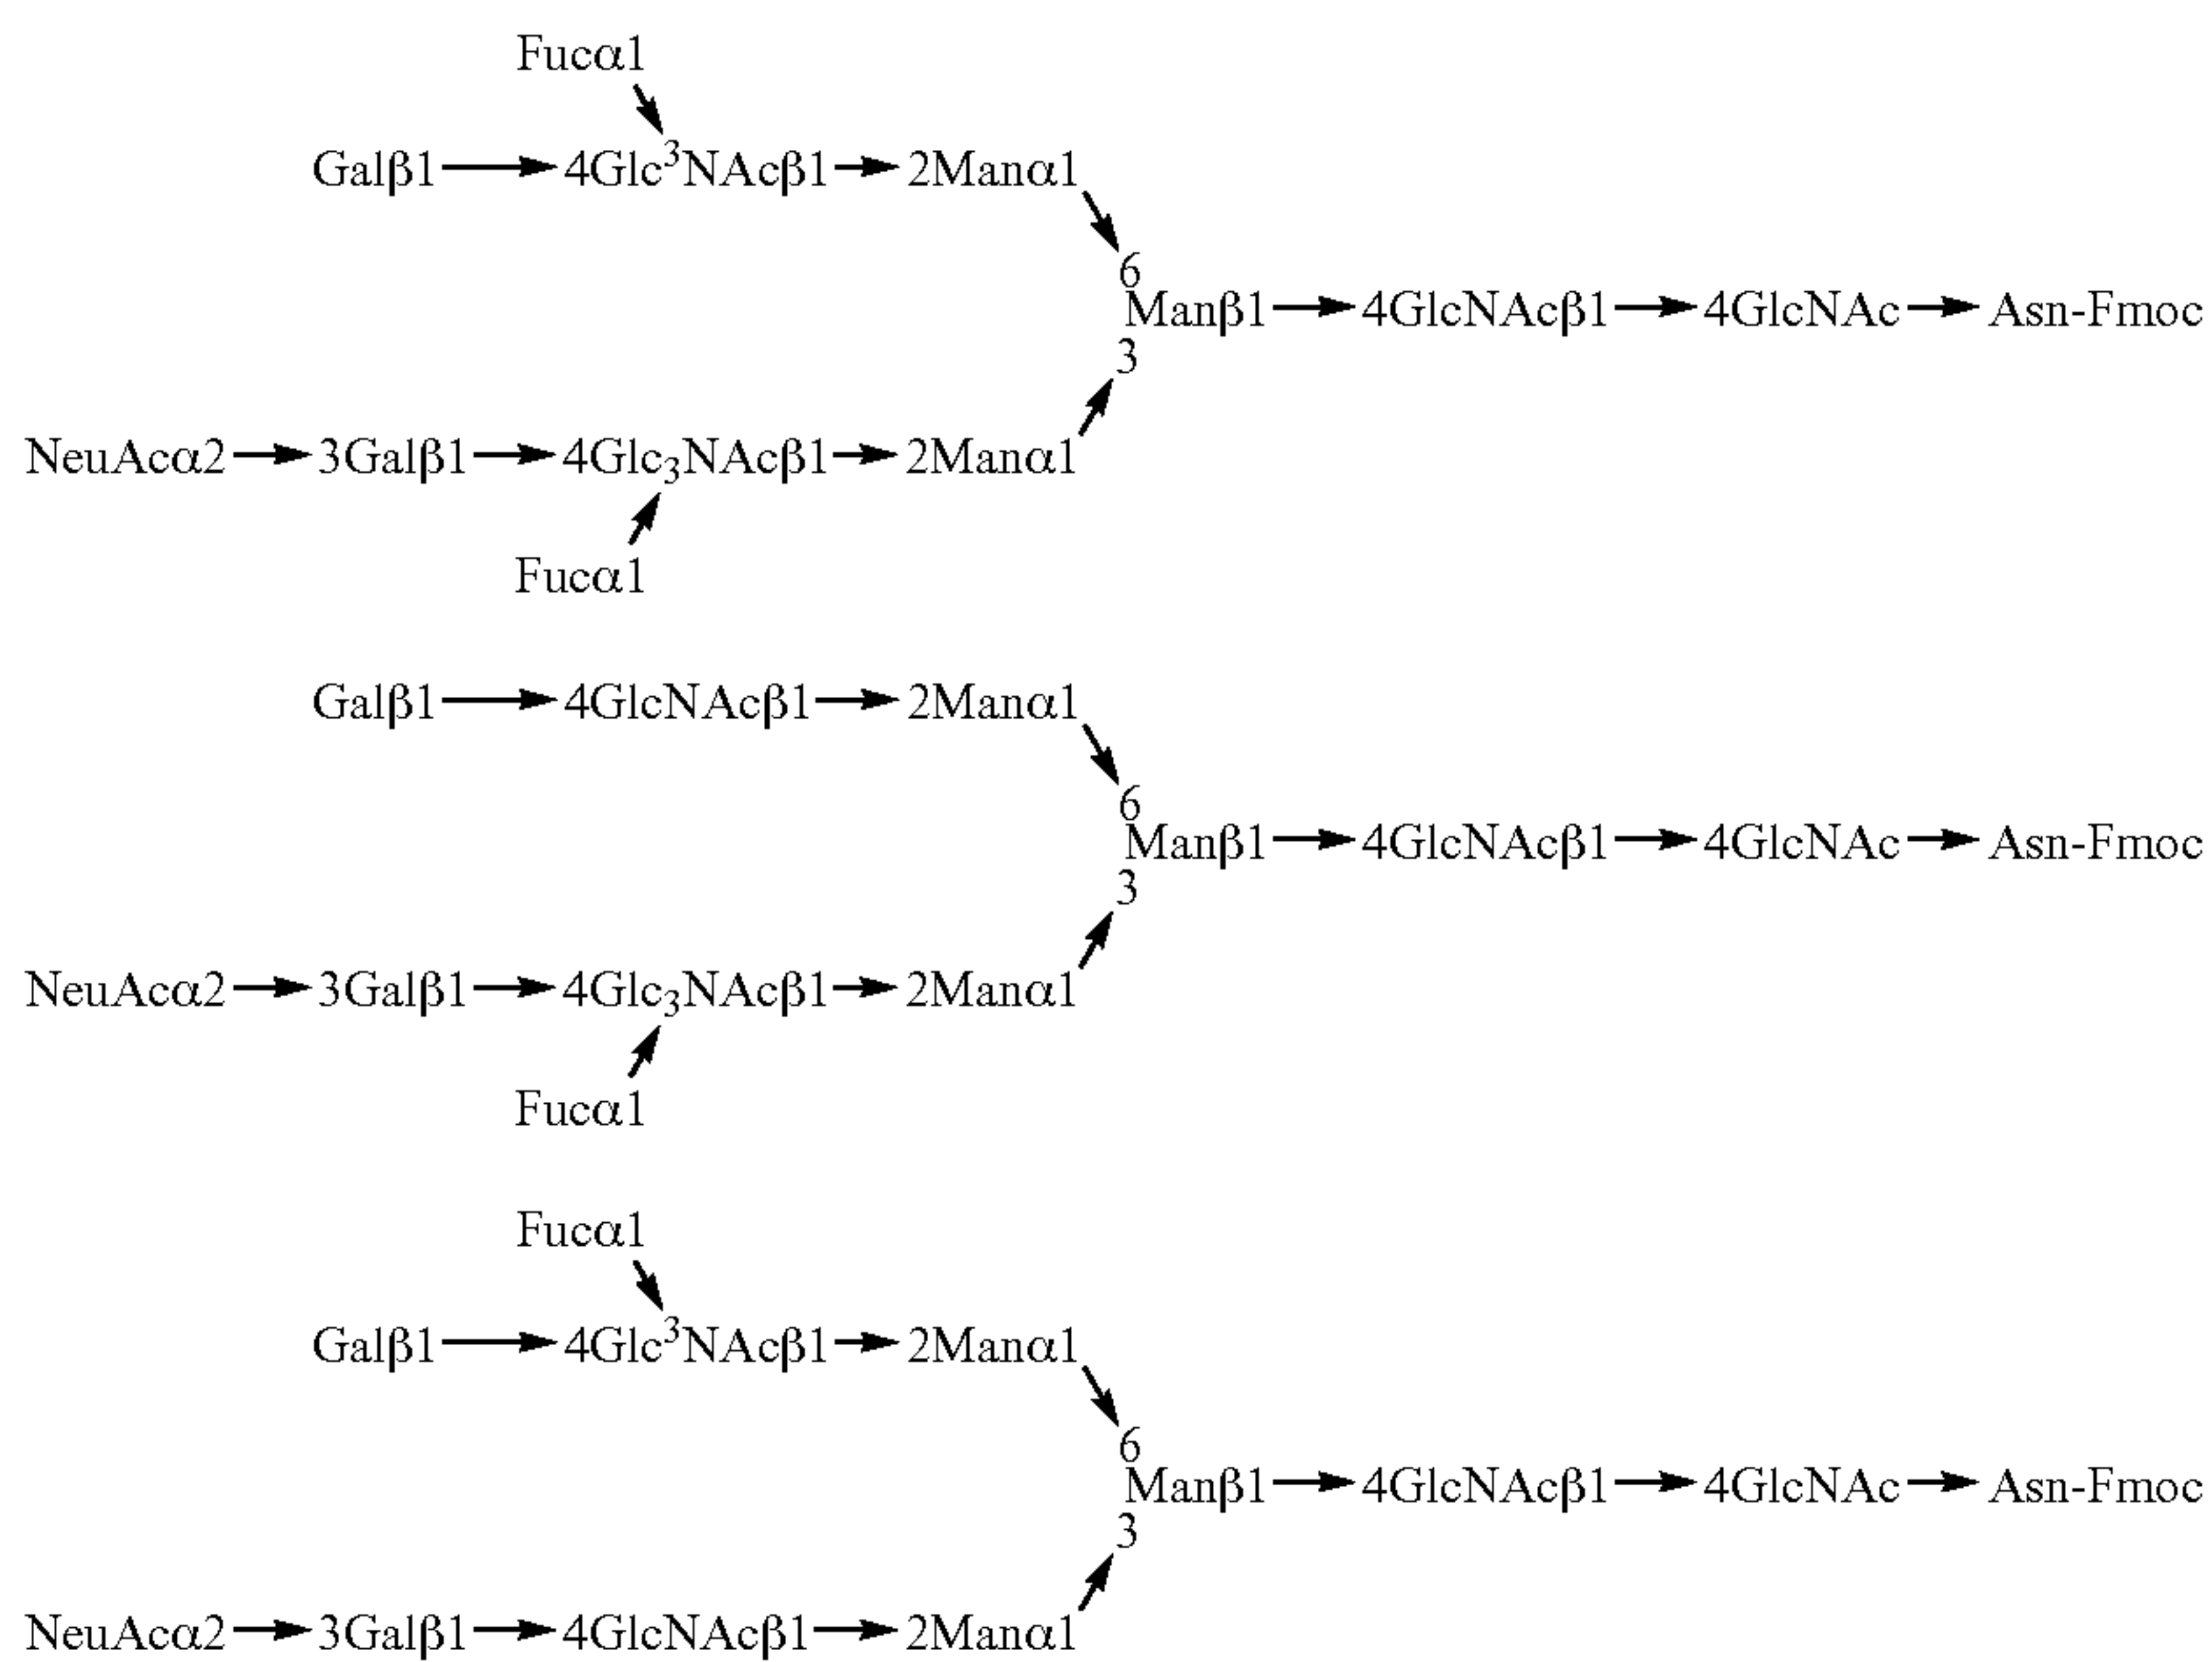 Fucα1
Galβ1 → 4Glc³NAcβ1 → 2Manα1
6
Manβ1 → 4GlcNAcβ1 → 4GlcNAc → Asn-Fmoc
3
NeuAcα2 → 3Galβ1 → 4Glc₃NAcβ1 → 2Manα1
Fucα1
Galβ1 → 4GlcNAcβ1 → 2Manα1
6
Manβ1 → 4GlcNAcβ1 → 4GlcNAc → Asn-Fmoc
3
NeuAcα2 → 3Galβ1 → 4Glc₃NAcβ1 → 2Manα1
Fucα1
Fucα1
Galβ1 → 4Glc³NAcβ1 → 2Manα1
6
Manβ1 → 4GlcNAcβ1 → 4GlcNAc → Asn-Fmoc
3
NeuAcα2 → 3Galβ1 → 4GlcNAcβ1 → 2Manα1